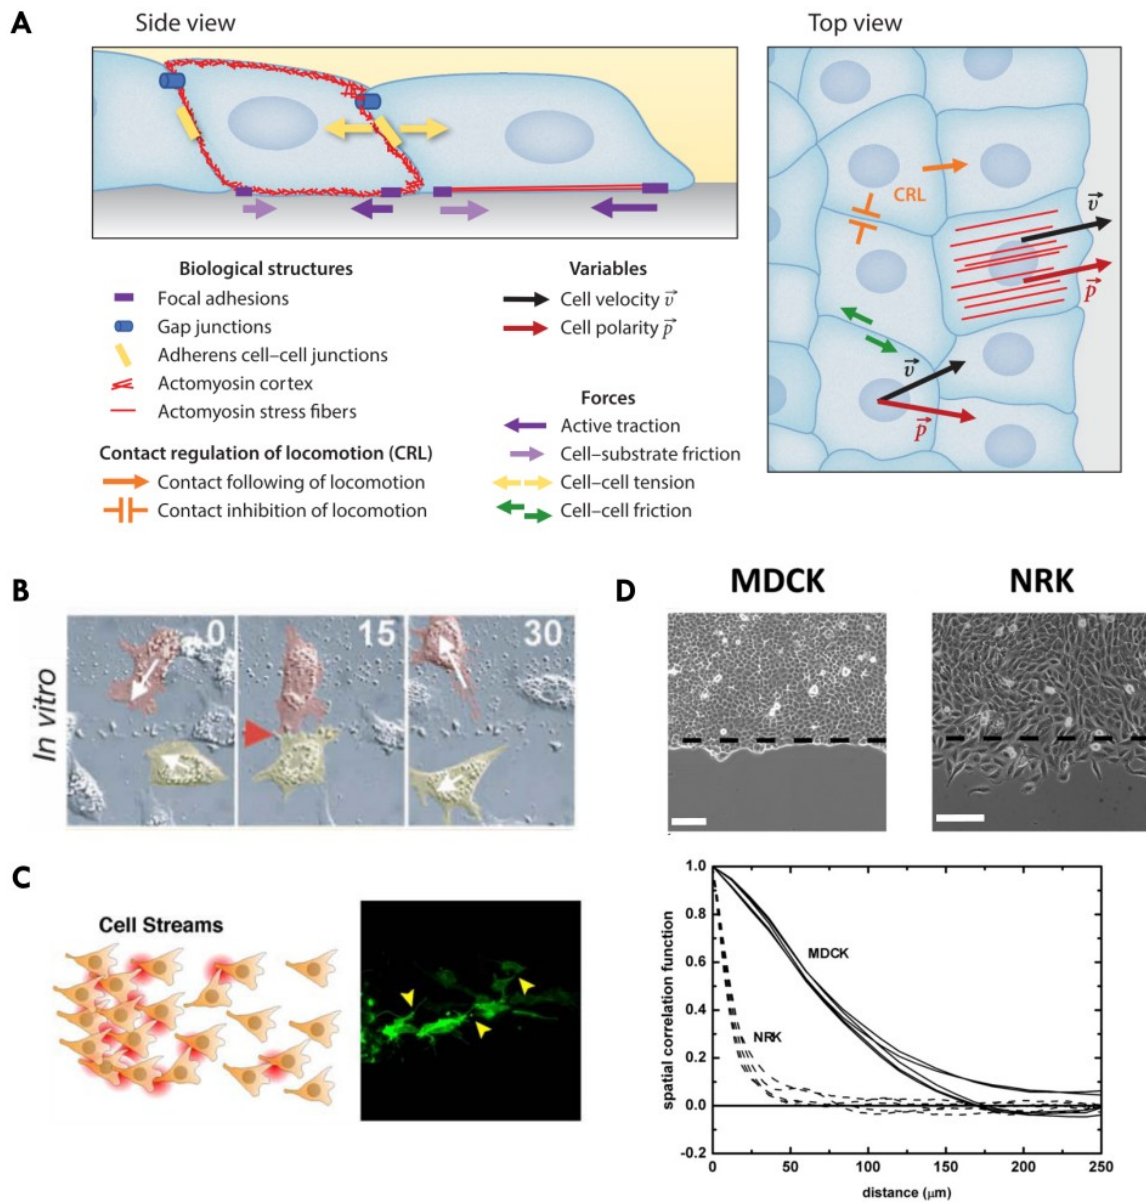 A
Side view
Top view
CRL
v
p
v
p
Biological structures
Focal adhesions
Gap junctions
Adherens cell–cell junctions
Actomyosin cortex
Actomyosin stress fibers
Contact regulation of locomotion (CRL)
Contact following of locomotion
Contact inhibition of locomotion
Variables
Cell velocity v
Cell polarity p
Forces
Active traction
Cell–substrate friction
Cell–cell tension
Cell–cell friction
B
In vitro
0
15
30
C
Cell Streams
D
MDCK
NRK
spatial correlation function
1.0
0.8
0.6
0.4
0.2
0.0
-0.2
MDCK
NRK
0 50 100 150 200 250
distance (μm)